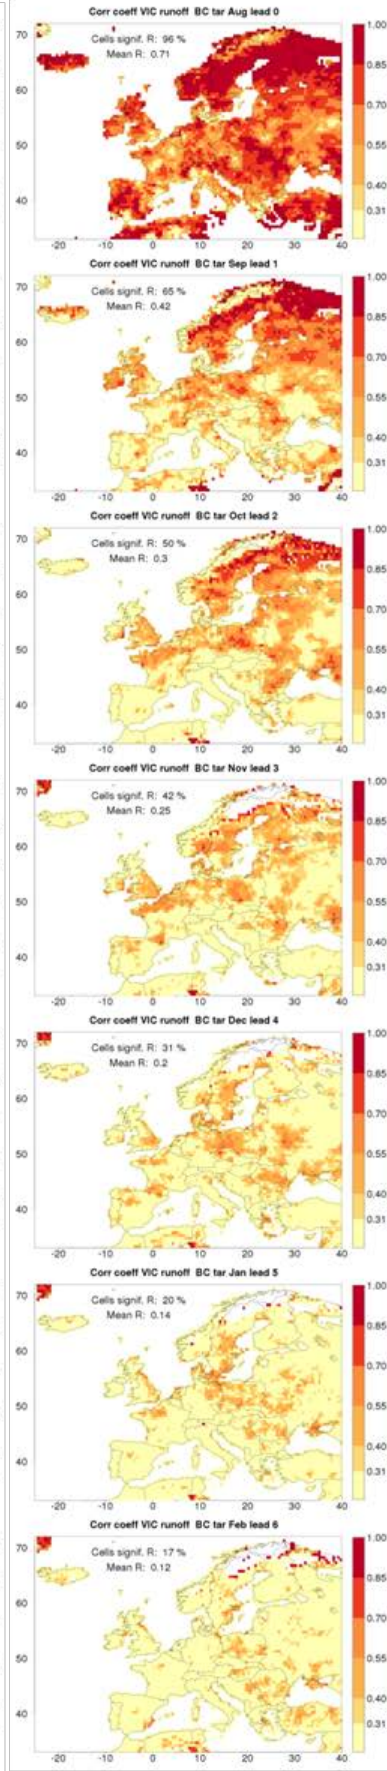 Corr coeff VIC runoff BC tar Aug lead 0
Cells signif. R: 96 %
Mean R: 0.71
70
60
50
40
-20 -10 0 10 20 30 40
1.00
0.85
0.70
0.55
0.40
0.31
Corr coeff VIC runoff BC tar Sep lead 1
Cells signif. R: 65 %
Mean R: 0.42
70
60
50
40
-20 -10 0 10 20 30 40
1.00
0.85
0.70
0.55
0.40
0.31
Corr coeff VIC runoff BC tar Oct lead 2
Cells signif. R: 50 %
Mean R: 0.3
70
60
50
40
-20 -10 0 10 20 30 40
1.00
0.85
0.70
0.55
0.40
0.31
Corr coeff VIC runoff BC tar Nov lead 3
Cells signif. R: 42 %
Mean R: 0.25
70
60
50
40
-20 -10 0 10 20 30 40
1.00
0.85
0.70
0.55
0.40
0.31
Corr coeff VIC runoff BC tar Dec lead 4
Cells signif. R: 31 %
Mean R: 0.2
70
60
50
40
-20 -10 0 10 20 30 40
1.00
0.85
0.70
0.55
0.40
0.31
Corr coeff VIC runoff BC tar Jan lead 5
Cells signif. R: 20 %
Mean R: 0.14
70
60
50
40
-20 -10 0 10 20 30 40
1.00
0.85
0.70
0.55
0.40
0.31
Corr coeff VIC runoff BC tar Feb lead 6
Cells signif. R: 17 %
Mean R: 0.12
70
60
50
40
-20 -10 0 10 20 30 40
1.00
0.85
0.70
0.55
0.40
0.31